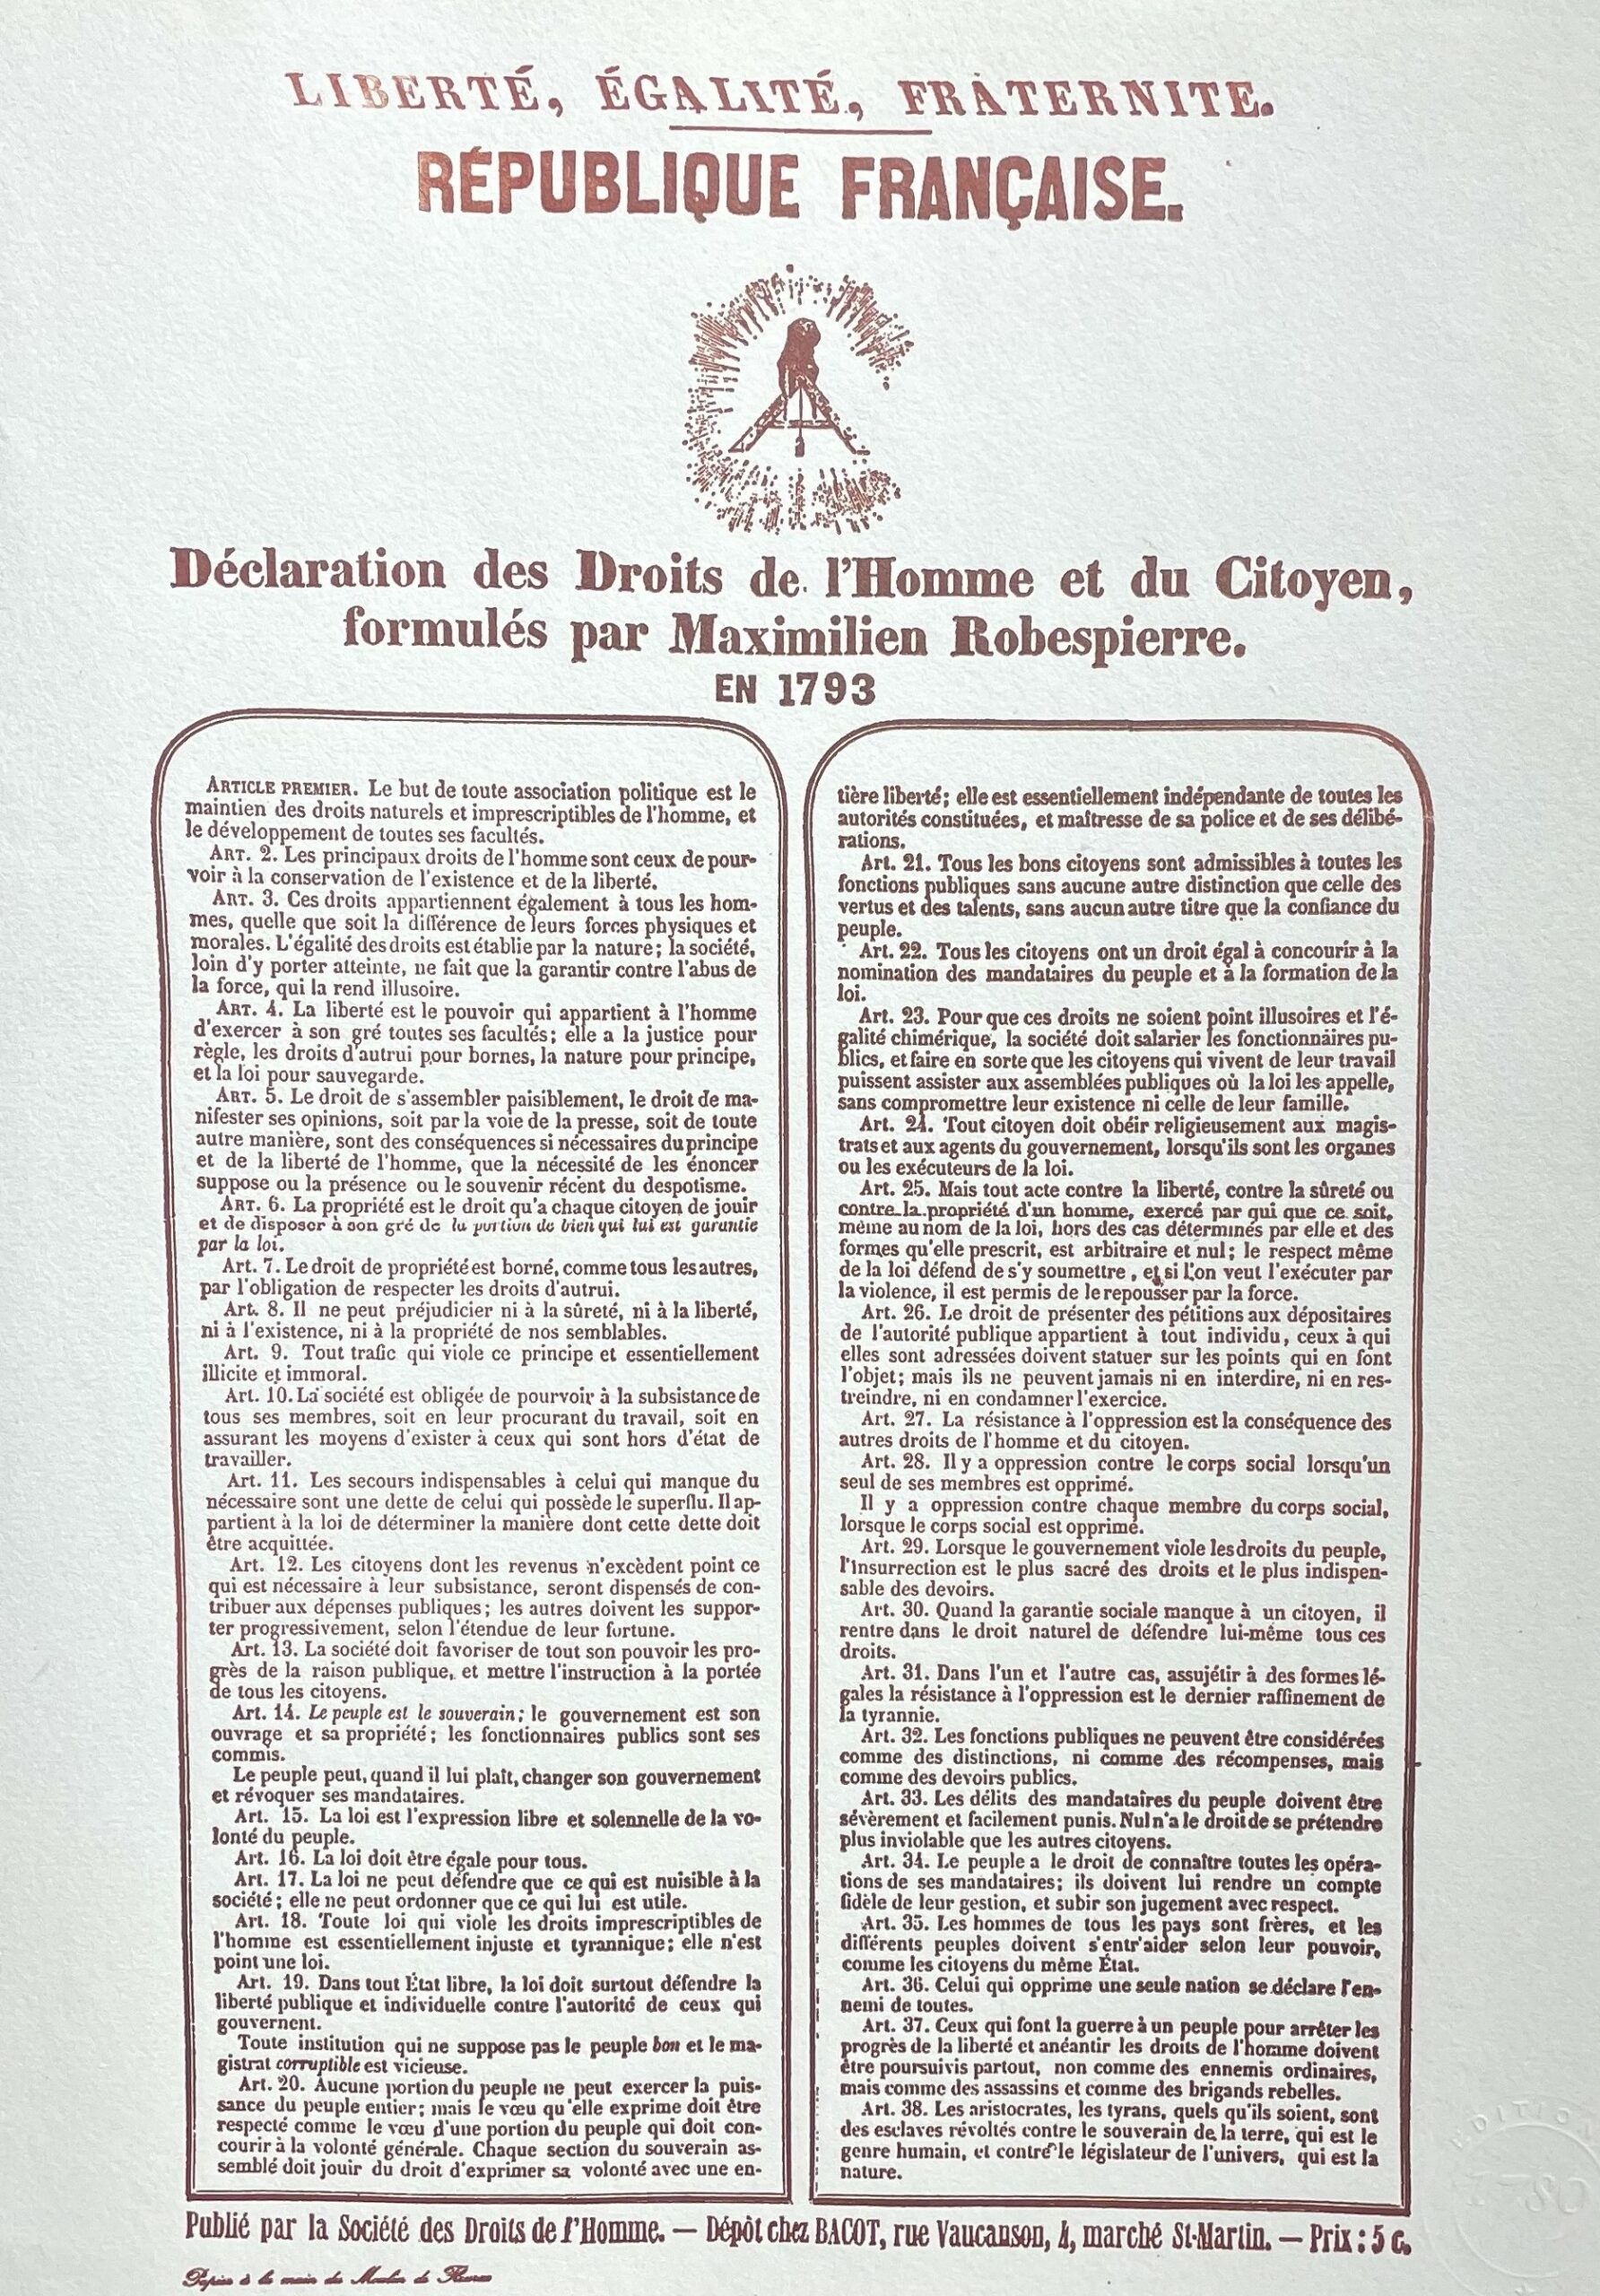 LIBERTÉ, ÉGALITÉ, FRATERNITE.
RÉPUBLIQUE FRANÇAISE.
Déclaration des Droits de l'Homme et du Citoyen,
formulés par Maximilien Robespierre.
EN 1793
ARTICLE PREMIER. Le but de toute association politique est le
maintien des droits naturels et imprescriptibles de l'homme, et
le développement de toutes ses facultés.
ART. 2. Les principaux droits de l'homme sont ceux de pour-
voir à la conservation de l'existence et de la liberté.
ART. 3. Ces droits appartiennent également à tous les hom-
mes, quelle que soit la différence de leurs forces physiques et
morales. L'égalité des droits est établie par la nature; la société,
loin d'y porter atteinte, ne fait que la garantir contre l'abus de
la force, qui la rend illusoire.
ART. 4. La liberté est le pouvoir qui appartient à l'homme
d'exercer à son gré toutes ses facultés; elle a la justice pour
règle, les droits d'autrui pour bornes, la nature pour principe,
et la loi pour sauvegarde.
ART. 5. Le droit de s'assembler paisiblement, le droit de ma-
nifester ses opinions, soit par la voie de la presse, soit de toute
autre manière, sont des conséquences si nécessaires du principe
et de la liberté de l'homme, que la nécessité de les énoncer
suppose ou la présence ou le souvenir récent du despotisme.
ART. 6. La propriété est le droit qu'a chaque citoyen de jouir
et de disposer à son gré de la portion de bien qui lui est garantie
par la loi.
Art. 7. Le droit de propriété est borné, comme tous les autres,
par l'obligation de respecter les droits d'autrui.
Art. 8. Il ne peut préjudicier ni à la sûreté, ni à la liberté,
ni à l'existence, ni à la propriété de nos semblables.
Art. 9. Tout trafic qui viole ce principe et essentiellement
illicite et immoral.
Art. 10. La société est obligée de pourvoir à la subsistance de
tous ses membres, soit en leur procurant du travail, soit en
assurant les moyens d'exister à ceux qui sont hors d'état de
travailler.
Art. 11. Les secours indispensables à celui qui manque du
nécessaire sont une dette de celui qui possède le superflu. Il ap-
partient à la loi de déterminer la manière dont cette dette doit
être acquittée.
Art. 12. Les citoyens dont les revenus n'excèdent point ce
qui est nécessaire à leur subsistance, seront dispensés de con-
tribuer aux dépenses publiques; les autres doivent les suppor-
ter progressivement, selon l'étendue de leur fortune.
Art. 13. La société doit favoriser de tout son pouvoir les pro-
grès de la raison publique, et mettre l'instruction à la portée
de tous les citoyens.
Art. 14. Le peuple est le souverain; le gouvernement est son
ouvrage et sa propriété; les fonctionnaires publics sont ses
commis.
Le peuple peut, quand il lui plaît, changer son gouvernement
et révoquer ses mandataires.
Art. 15. La loi est l'expression libre et solennelle de la vo-
lonté du peuple.
Art. 16. La loi doit être égale pour tous.
Art. 17. La loi ne peut défendre que ce qui est nuisible à la
société; elle ne peut ordonner que ce qui lui est utile.
Art. 18. Toute loi qui viole les droits imprescriptibles de
l'homme est essentiellement injuste et tyrannique; elle n'est
point une loi.
Art. 19. Dans tout État libre, la loi doit surtout défendre la
liberté publique et individuelle contre l'autorité de ceux qui
gouvernent.
Toute institution qui ne suppose pas le peuple bon et le ma-
gistrat corruptible est vicieuse.
Art. 20. Aucune portion du peuple ne peut exercer la puis-
sance du peuple entier; mais le vœu qu'elle exprime doit être
respecté comme le vœu d'une portion du peuple qui doit con-
courir à la volonté générale. Chaque section du souverain as-
semblé doit jouir du droit d'exprimer sa volonté avec une en-
tière liberté; elle est essentiellement indépendante de toutes les
autorités constituées, et maîtresse de sa police et de ses délibé-
rations.
Art. 21. Tous les bons citoyens sont admissibles à toutes les
fonctions publiques sans aucune autre distinction que celle des
vertus et des talents, sans aucun autre titre que la confiance du
peuple.
Art. 22. Tous les citoyens ont un droit égal à concourir à la
nomination des mandataires du peuple et à la formation de la
loi.
Art. 23. Pour que ces droits ne soient point illusoires et l'é-
galité chimérique, la société doit salarier les fonctionnaires pu-
blics, et faire en sorte que les citoyens qui vivent de leur travail
puissent assister aux assemblées publiques où la loi les appelle,
sans compromettre leur existence ni celle de leur famille.
Art. 24. Tout citoyen doit obéir religieusement aux magis-
trats et aux agents du gouvernement, lorsqu'ils sont les organes
ou les exécuteurs de la loi.
Art. 25. Mais tout acte contre la liberté, contre la sûreté ou
contre la propriété d'un homme, exercé par qui que ce soit,
même au nom de la loi, hors des cas déterminés par elle et des
formes qu'elle prescrit, est arbitraire et nul; le respect même
de la loi défend de s'y soumettre, et si l'on veut l'exécuter par
la violence, il est permis de le repousser par la force.
Art. 26. Le droit de présenter des pétitions aux dépositaires
de l'autorité publique appartient à tout individu, ceux à qui
elles sont adressées doivent statuer sur les points qui en font
l'objet; mais ils ne peuvent jamais ni en interdire, ni en res-
treindre, ni en condamner l'exercice.
Art. 27. La résistance à l'oppression est la conséquence des
autres droits de l'homme et du citoyen.
Art. 28. Il y a oppression contre le corps social lorsqu'un
seul de ses membres est opprimé.
Il y a oppression contre chaque membre du corps social,
lorsque le corps social est opprimé.
Art. 29. Lorsque le gouvernement viole les droits du peuple,
l'insurrection est le plus sacré des droits et le plus indispen-
sable des devoirs.
Art. 30. Quand la garantie sociale manque à un citoyen, il
rentre dans le droit naturel de défendre lui-même tous ces
droits.
Art. 31. Dans l'un et l'autre cas, assujétir à des formes lé-
gales la résistance à l'oppression est le dernier raffinement de
la tyrannie.
Art. 32. Les fonctions publiques ne peuvent être considérées
comme des distinctions, ni comme des récompenses, mais
comme des devoirs publics.
Art. 33. Les délits des mandataires du peuple doivent être
sévèrement et facilement punis. Nul n'a le droit de se prétendre
plus inviolable que les autres citoyens.
Art. 34. Le peuple a le droit de connaître toutes les opéra-
tions de ses mandataires; ils doivent lui rendre un compte
fidèle de leur gestion, et subir son jugement avec respect.
Art. 35. Les hommes de tous les pays sont frères, et les
différents peuples doivent s'entr'aider selon leur pouvoir,
comme les citoyens du même État.
Art. 36. Celui qui opprime une seule nation se déclare l'en-
nemi de toutes.
Art. 37. Ceux qui font la guerre à un peuple pour arrêter les
progrès de la liberté et anéantir les droits de l'homme doivent
être poursuivis partout, non comme des ennemis ordinaires,
mais comme des assassins et comme des brigands rebelles.
Art. 38. Les aristocrates, les tyrans, quels qu'ils soient, sont
des esclaves révoltés contre le souverain de la terre, qui est le
genre humain, et contre le législateur de l'univers, qui est la
nature.
Publié par la Société des Droits de l'Homme. — Dépôt chez BACOT, rue Vaucanson, 4, marché St-Martin. — Prix : 5 c.
Papier à la main du Moulin de Fleurac
EDITION
1780